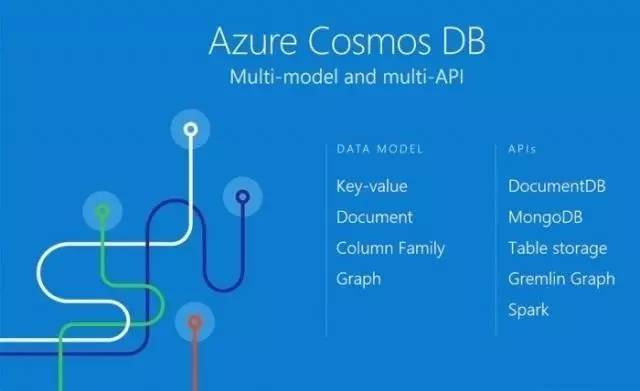 Azure Cosmos DB
Multi-model and multi-API
DATA MODEL
Key-value
Document
Column Family
Graph
APIs
DocumentDB
MongoDB
Table storage
Gremlin Graph
Spark